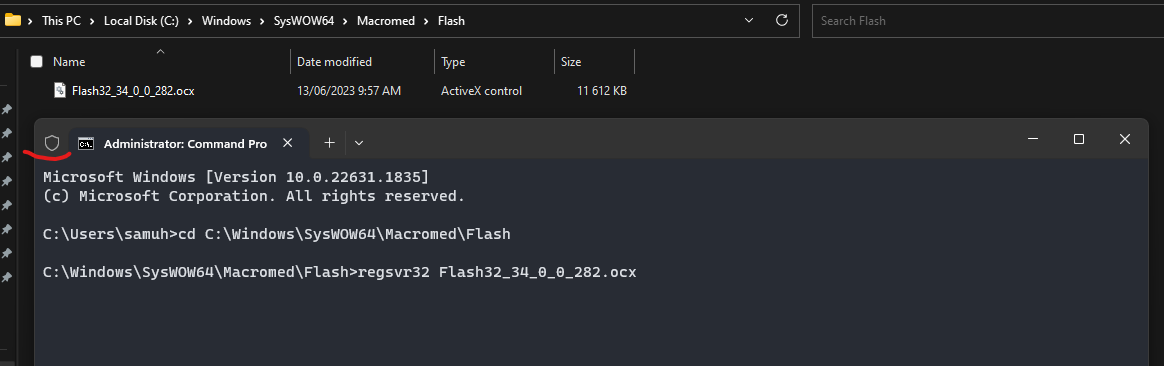 This PC > Local Disk (C:) > Windows > SysWOW64 > Macromed > Flash
Search Flash
Name Date modified Type Size
Flash32_34_0_0_282.ocx 13/06/2023 9:57 AM ActiveX control 11 612 KB
Administrator: Command Pro
Microsoft Windows [Version 10.0.22631.1835]
(c) Microsoft Corporation. All rights reserved.
C:\Users\samuh>cd C:\Windows\SysWOW64\Macromed\Flash
C:\Windows\SysWOW64\Macromed\Flash>regsvr32 Flash32_34_0_0_282.ocx